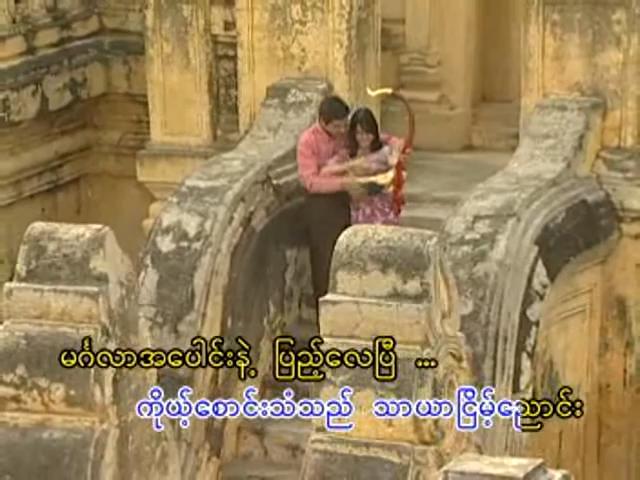 မင်္ဂလာအပေါင်းနဲ့ ပြည့်လေပြီ ...
ကိုယ့်စောင်းသံသည် သာယာငြိမ့်ညောင်း